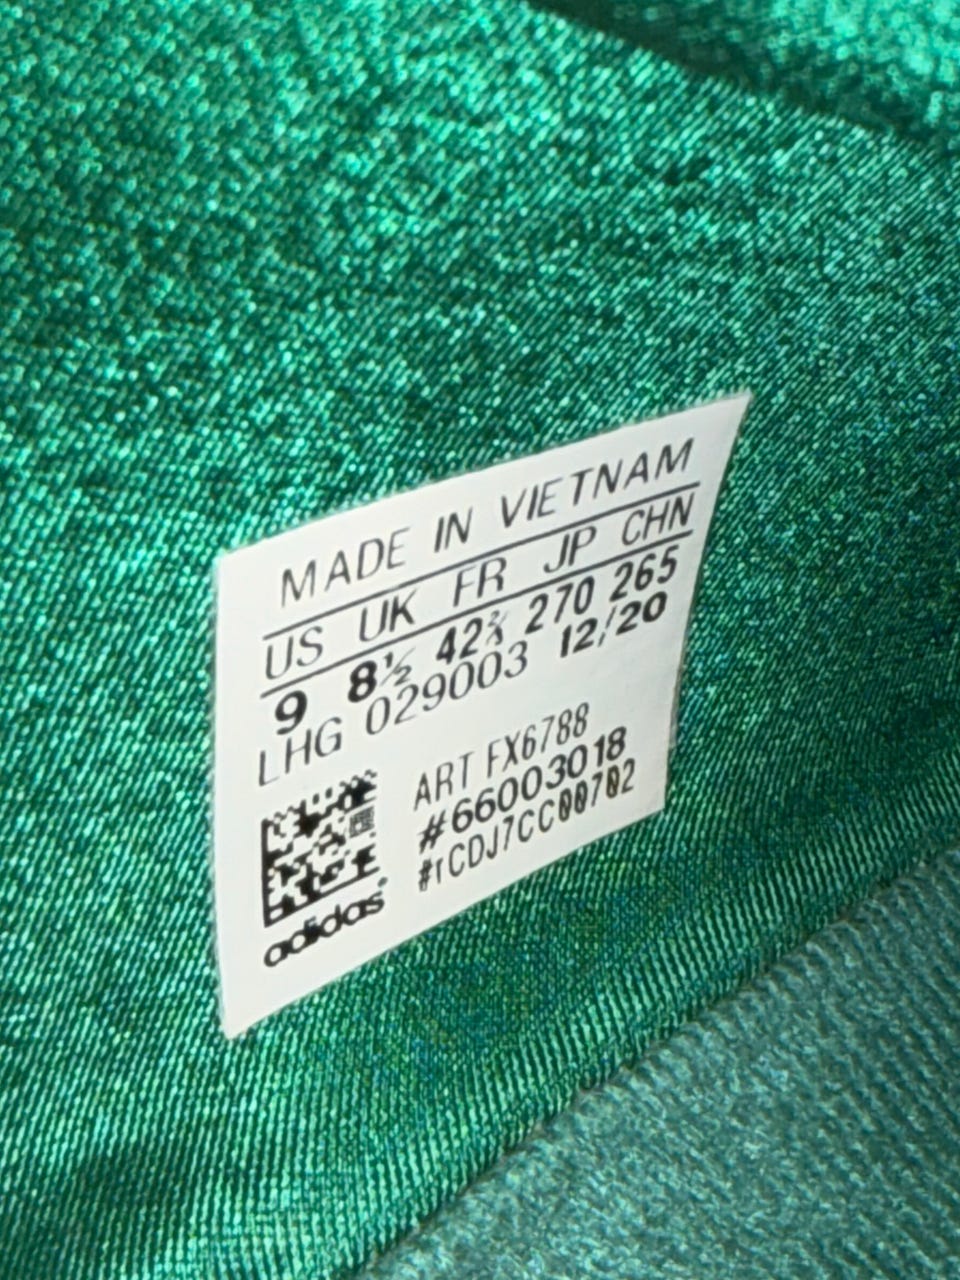 MADE IN VIETNAM
US UK FR JP CHN
9 8½ 42⅔ 270 265
LHG 029003 12/20
ART FX6788
#66003018
#rCDJ7CC00702
adidas